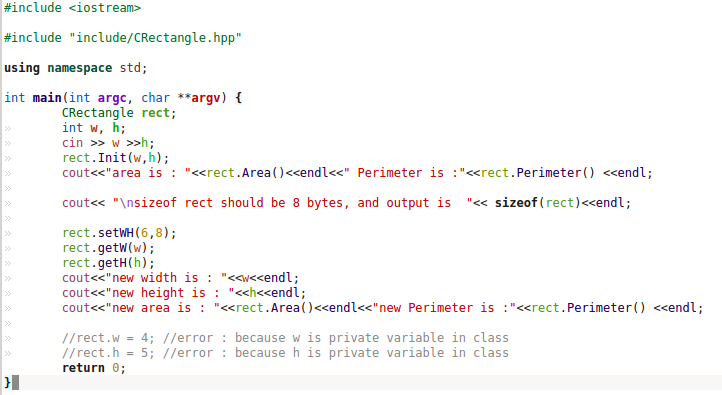 #include <iostream>
#include "include/CRectangle.hpp"
using namespace std;
int main(int argc, char **argv) {
CRectangle rect;
» int w, h;
» cin >> w >>h;
» rect.Init(w,h);
» cout<<"area is : "<<rect.Area()<<endl<<" Perimeter is :"<<rect.Perimeter() <<endl;
»
» cout<< "\nsizeof rect should be 8 bytes, and output is  "<< sizeof(rect)<<endl;
»
» rect.setWH(6,8);
» rect.getW(w);
» rect.getH(h);
» cout<<"new width is : "<<w<<endl;
» cout<<"new height is : "<<h<<endl;
» cout<<"new area is : "<<rect.Area()<<endl<<"new Perimeter is :"<<rect.Perimeter() <<endl;
»
» //rect.w = 4; //error : because w is private variable in class
» //rect.h = 5; //error : because h is private variable in class
return 0;
}